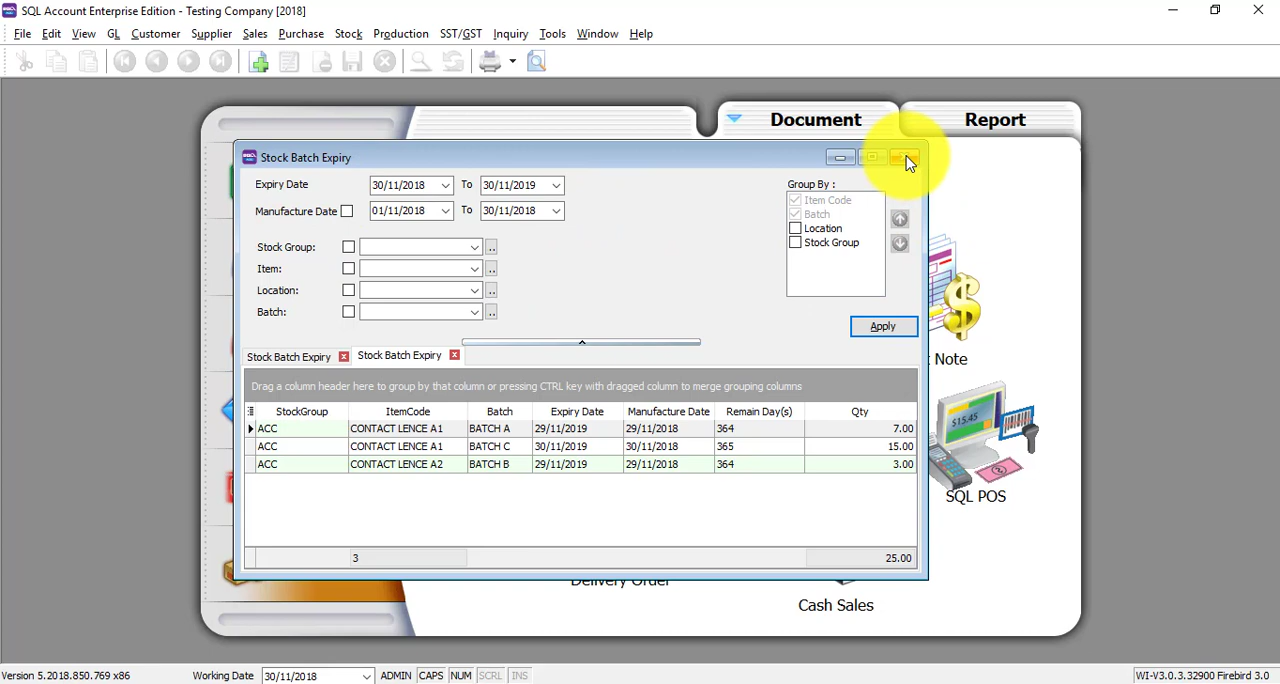 SQL Account Enterprise Edition - Testing Company [2018]
File Edit View GL Customer Supplier Sales Purchase Stock Production SST/GST Inquiry Tools Window Help
Document Report
Stock Batch Expiry
Expiry Date 30/11/2018 To 30/11/2019
Group By :
Item Code
Manufacture Date 01/11/2018 To 30/11/2018
Batch
Location
Stock Group
Stock Group: ..
Item: ..
Location: ..
Batch: ..
Apply
Stock Batch Expiry Stock Batch Expiry
Note
Drag a column header here to group by that column or pressing CTRL key with dragged column to merge grouping columns
StockGroup ItemCode Batch Expiry Date Manufacture Date Remain Day(s) Qty
ACC CONTACT LENCE A1 BATCH A 29/11/2019 29/11/2018 364 7.00
ACC CONTACT LENCE A1 BATCH C 30/11/2019 30/11/2018 365 15.00
ACC CONTACT LENCE A2 BATCH B 29/11/2019 29/11/2018 364 3.00
$15.45
SQL POS
3 25.00
Delivery Order
Cash Sales
Version 5.2018.850.769 x86 Working Date 30/11/2018 ADMIN CAPS NUM SCRL INS WI-V3.0.3.32900 Firebird 3.0